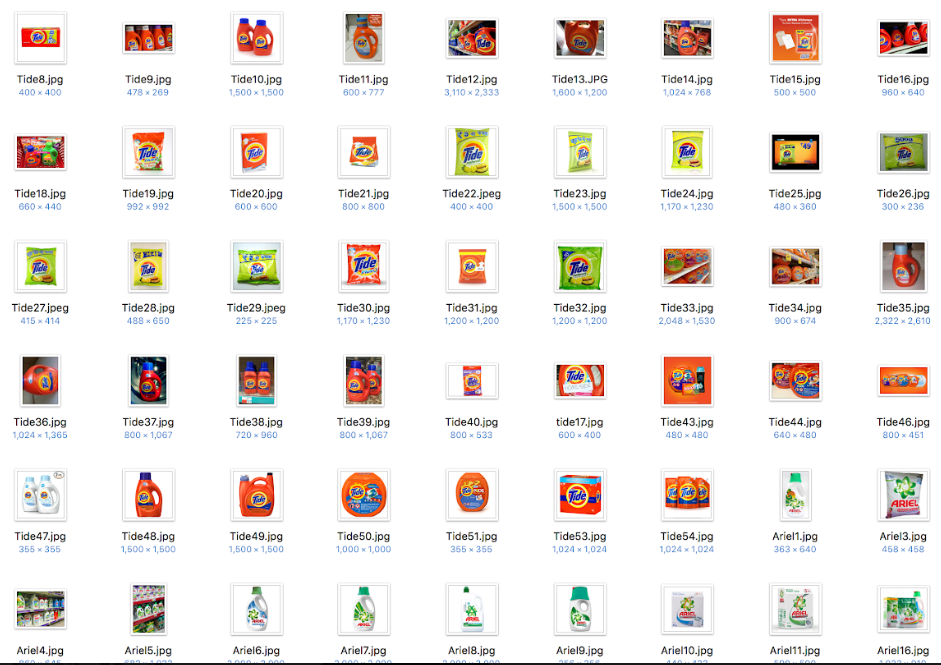 Tide8.jpg Tide9.jpg Tide10.jpg Tide11.jpg Tide12.jpg Tide13.JPG Tide14.jpg Tide15.jpg Tide16.jpg
400 × 400 478 × 269 1,500 × 1,500 600 × 777 3,110 × 2,333 1,600 × 1,200 1,024 × 768 500 × 500 960 × 640
Tide18.jpg Tide19.jpg Tide20.jpg Tide21.jpg Tide22.jpeg Tide23.jpg Tide24.jpg Tide25.jpg Tide26.jpg
660 × 440 992 × 992 600 × 600 800 × 800 400 × 400 1,500 × 1,500 1,170 × 1,230 480 × 360 300 × 236
Tide27.jpeg Tide28.jpg Tide29.jpeg Tide30.jpg Tide31.jpg Tide32.jpg Tide33.jpg Tide34.jpg Tide35.jpg
415 × 414 488 × 650 225 × 225 1,170 × 1,230 1,200 × 1,200 1,200 × 1,200 2,048 × 1,530 900 × 674 2,322 × 2,610
Tide36.jpg Tide37.jpg Tide38.jpg Tide39.jpg Tide40.jpg tide17.jpg Tide43.jpg Tide44.jpg Tide46.jpg
1,024 × 1,365 800 × 1,067 720 × 960 800 × 1,067 800 × 533 600 × 400 480 × 480 640 × 480 800 × 451
Tide47.jpg Tide48.jpg Tide49.jpg Tide50.jpg Tide51.jpg Tide53.jpg Tide54.jpg Ariel1.jpg Ariel3.jpg
355 × 355 1,500 × 1,500 1,500 × 1,500 1,000 × 1,000 355 × 355 1,024 × 1,024 1,024 × 1,024 363 × 640 458 × 458
Ariel4.jpg Ariel5.jpg Ariel6.jpg Ariel7.jpg Ariel8.jpg Ariel9.jpg Ariel10.jpg Ariel11.jpg Ariel16.jpg